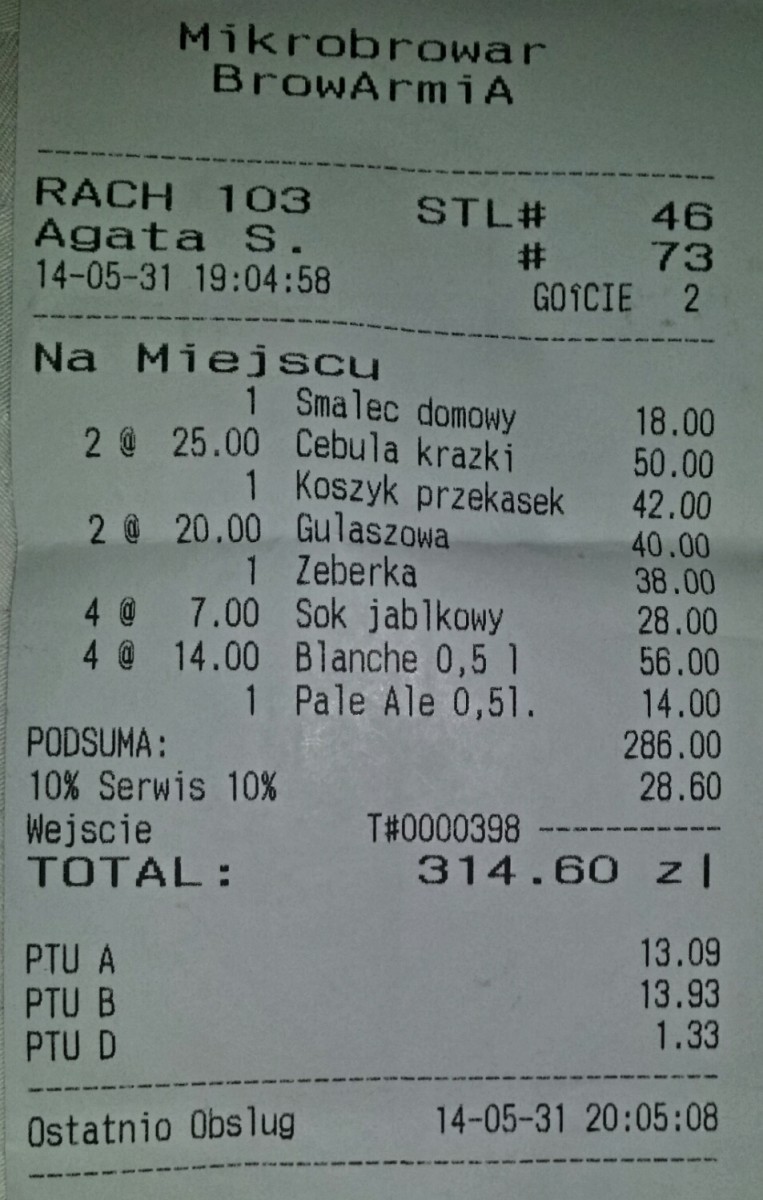 Mikrobrowar
BrowArmiA
RACH 103 STL# 46
Agata S. # 73
14-05-31 19:04:58 GOîCIE 2
Na Miejscu
1 Smalec domowy 18.00
2 @ 25.00 Cebula krazki 50.00
1 Koszyk przekasek 42.00
2 @ 20.00 Gulaszowa 40.00
1 Zeberka 38.00
4 @ 7.00 Sok jablkowy 28.00
4 @ 14.00 Blanche 0,5 l 56.00
1 Pale Ale 0,5l. 14.00
PODSUMA: 286.00
10% Serwis 10% 28.60
Wejscie T#0000398 -----------
TOTAL: 314.60 zl
PTU A 13.09
PTU B 13.93
PTU D 1.33
Ostatnio Obslug 14-05-31 20:05:08